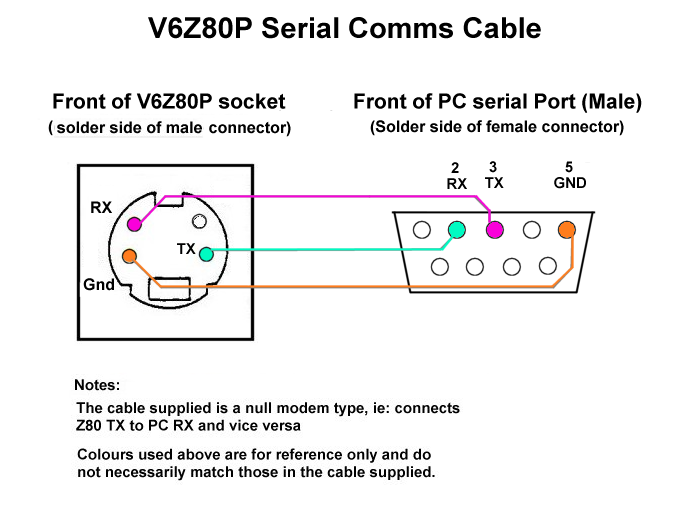 V6Z80P Serial Comms Cable
Front of V6Z80P socket
( solder side of male connector)
Front of PC serial Port (Male)
(Solder side of female connector)
2 3 5
RX TX GND
RX
TX
Gnd
Notes:
The cable supplied is a null modem type, ie: connects
Z80 TX to PC RX and vice versa
Colours used above are for reference only and do
not necessarily match those in the cable supplied.